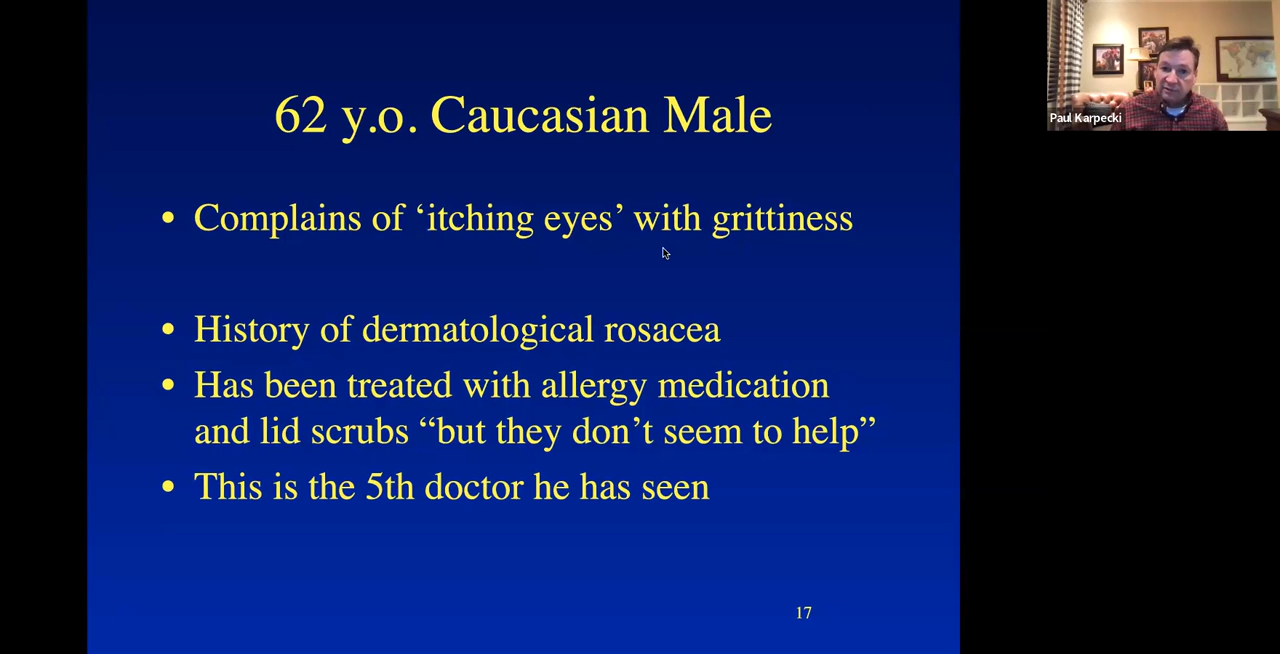 62 y.o. Caucasian Male
• Complains of ‘itching eyes’ with grittiness
• History of dermatological rosacea
• Has been treated with allergy medication
and lid scrubs “but they don’t seem to help”
• This is the 5th doctor he has seen
17
Paul Karpecki